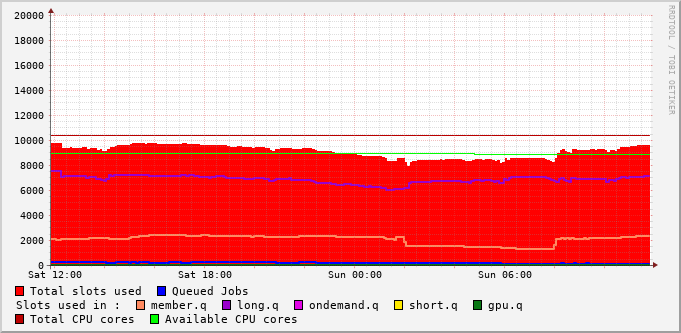 RRDTOOL / TOBI OETIKER
20000
18000
16000
14000
12000
10000
8000
6000
4000
2000
0
Sat 12:00 Sat 18:00 Sun 00:00 Sun 06:00
Total slots used Queued Jobs
Slots used in : member.q long.q ondemand.q short.q gpu.q
Total CPU cores Available CPU cores